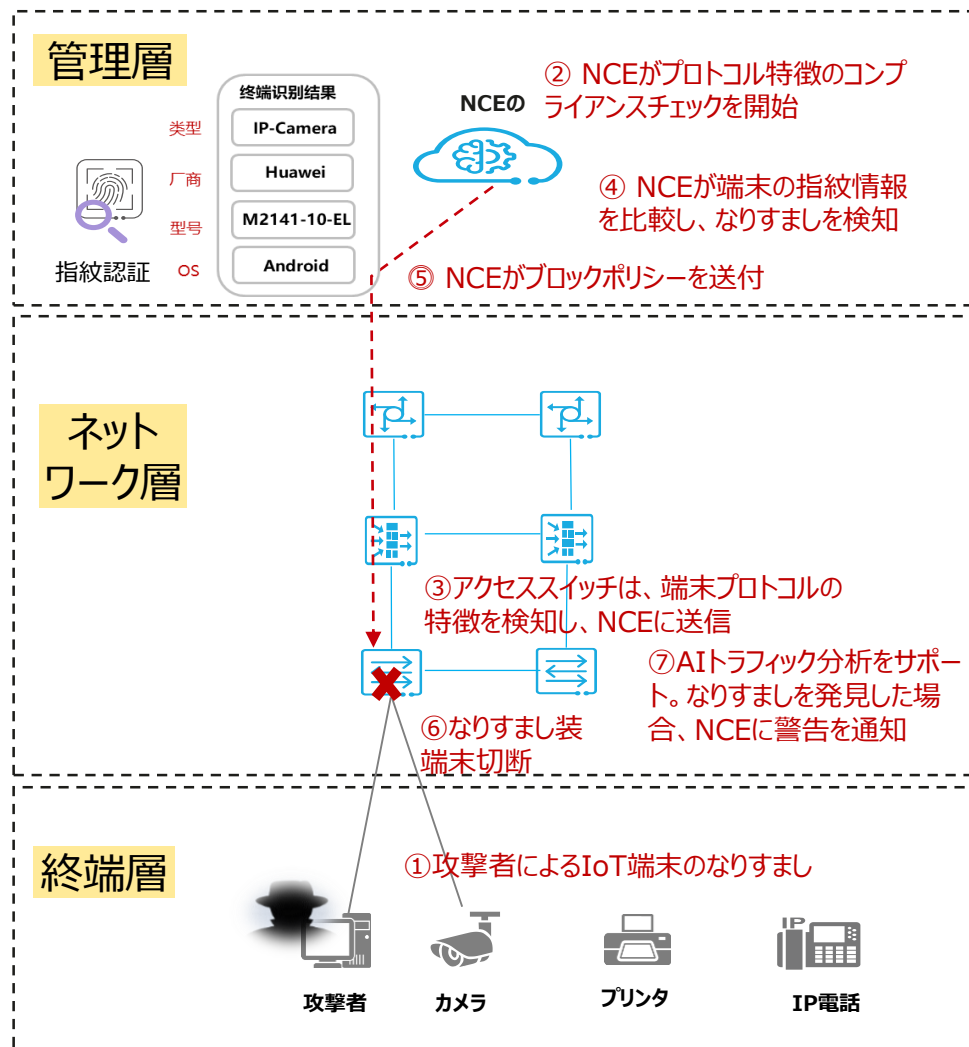 管理層
终端识别结果
类型
IP-Camera
厂商
Huawei
型号
M2141-10-EL
OS
Android
指紋認証
NCEの
② NCEがプロトコル特徴のコンプ
ライアンスチェックを開始
④ NCEが端末の指紋情報
を比較し、なりすましを検知
⑤ NCEがブロックポリシーを送付
ネット
ワーク層
③アクセススイッチは、端末プロトコルの
特徴を検知し、NCEに送信
⑦AIトラフィック分析をサポー
ト。なりすましを発見した場
合、NCEに警告を通知
⑥なりすまし装
端末切断
終端層
①攻撃者によるIoT端末のなりすまし
IP
攻撃者
カメラ
プリンタ
IP電話